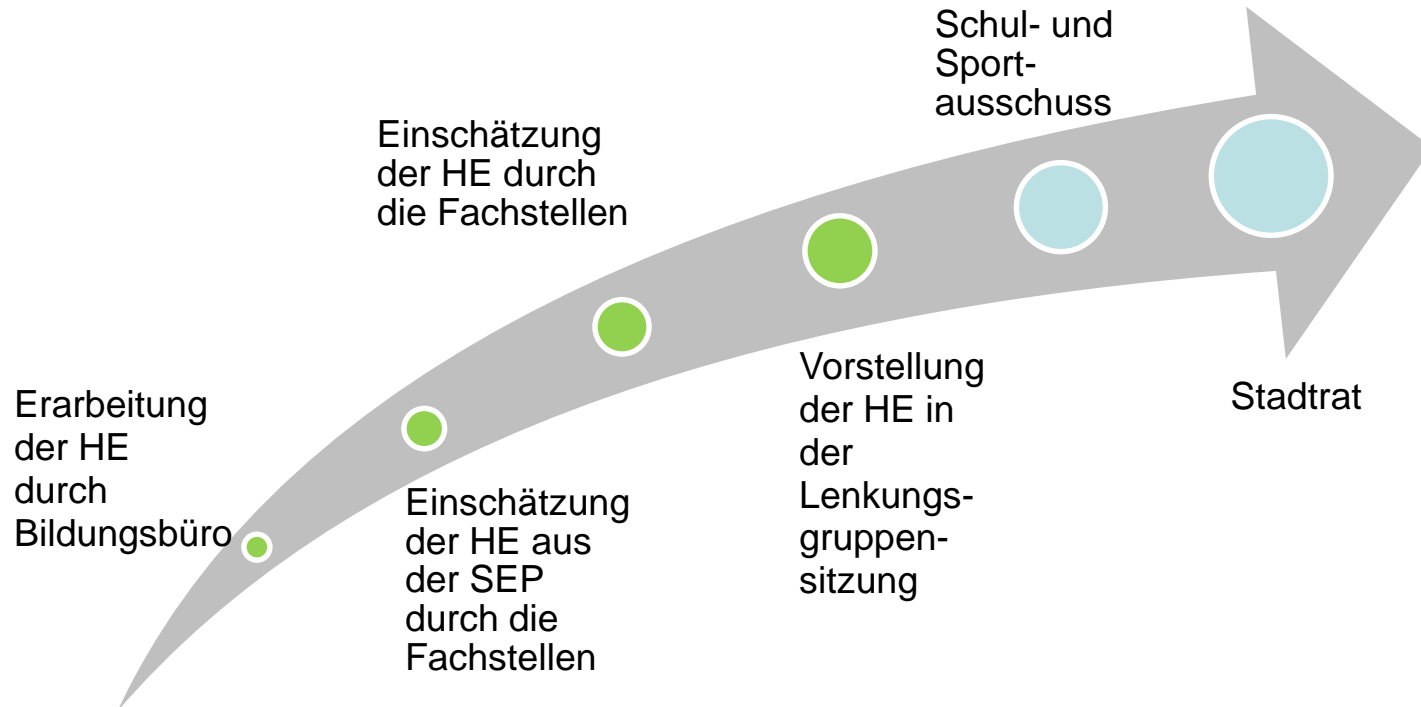 Erarbeitung
der HE
durch
Bildungsbüro
Einschätzung
der HE aus
der SEP
durch die
Fachstellen
Einschätzung
der HE durch
die Fachstellen
Vorstellung
der HE in
der
Lenkungs-
gruppen-
sitzung
Schul- und
Sport-
ausschuss
Stadtrat